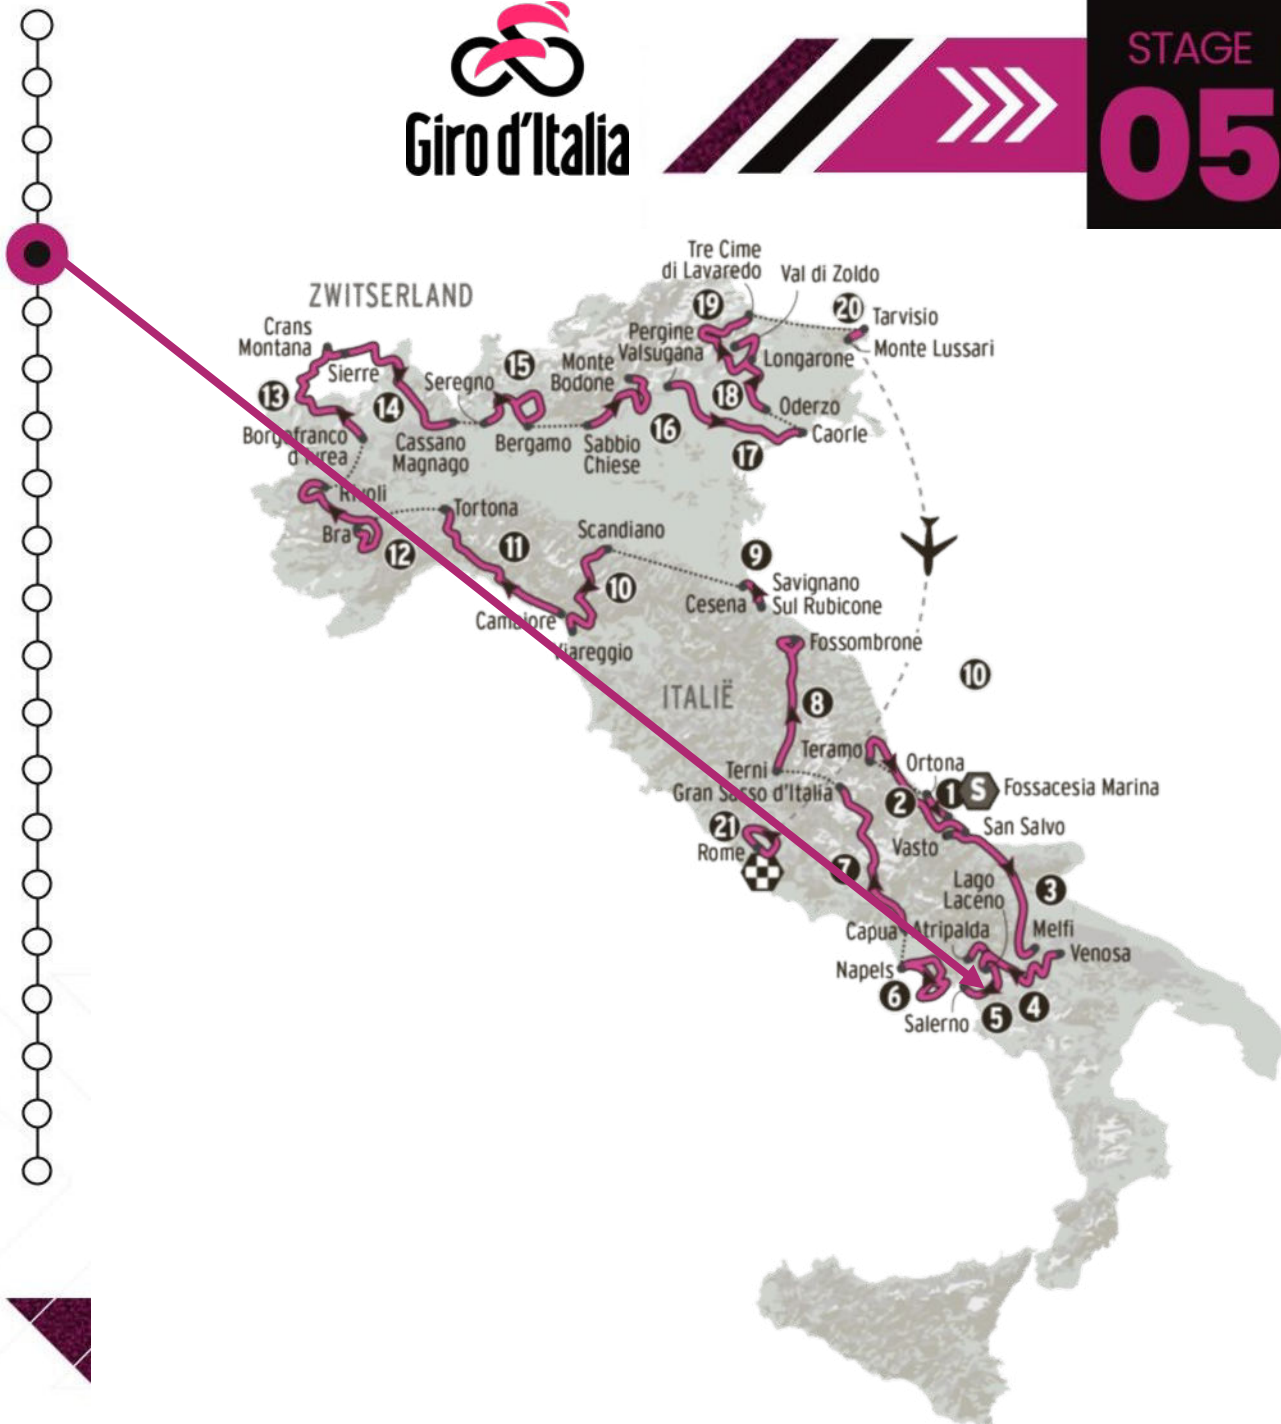 Giro d'Italia
STAGE
05
Tre Cime
di Lavaredo
Val di Zoldo
ZWITSERLAND
19
20
Tarvisio
Crans
Montana
Pergine
Valsugana
Monte Lussari
Longarone
15
Monte
Bodone
Sierre
Seregno
13
14
18
Oderzo
16
Caorle
Borgofranco
d'Ivrea
Cassano
Magnago
Bergamo
Sabbio
Chiese
17
Rivoli
Tortona
Scandiano
Bra
12
11
9
10
Savignano
Sul Rubicone
Cesena
Camaiore
Viareggio
Fossombrone
10
ITALIË
8
Teramo
Ortona
Terni
Gran Sasso d'Italia
2
1
S
Fossacesia Marina
21
Rome
San Salvo
Vasto
7
Lago
Laceno
3
Capua
Atripalda
Melfi
Venosa
Napels
6
Salerno
5
4